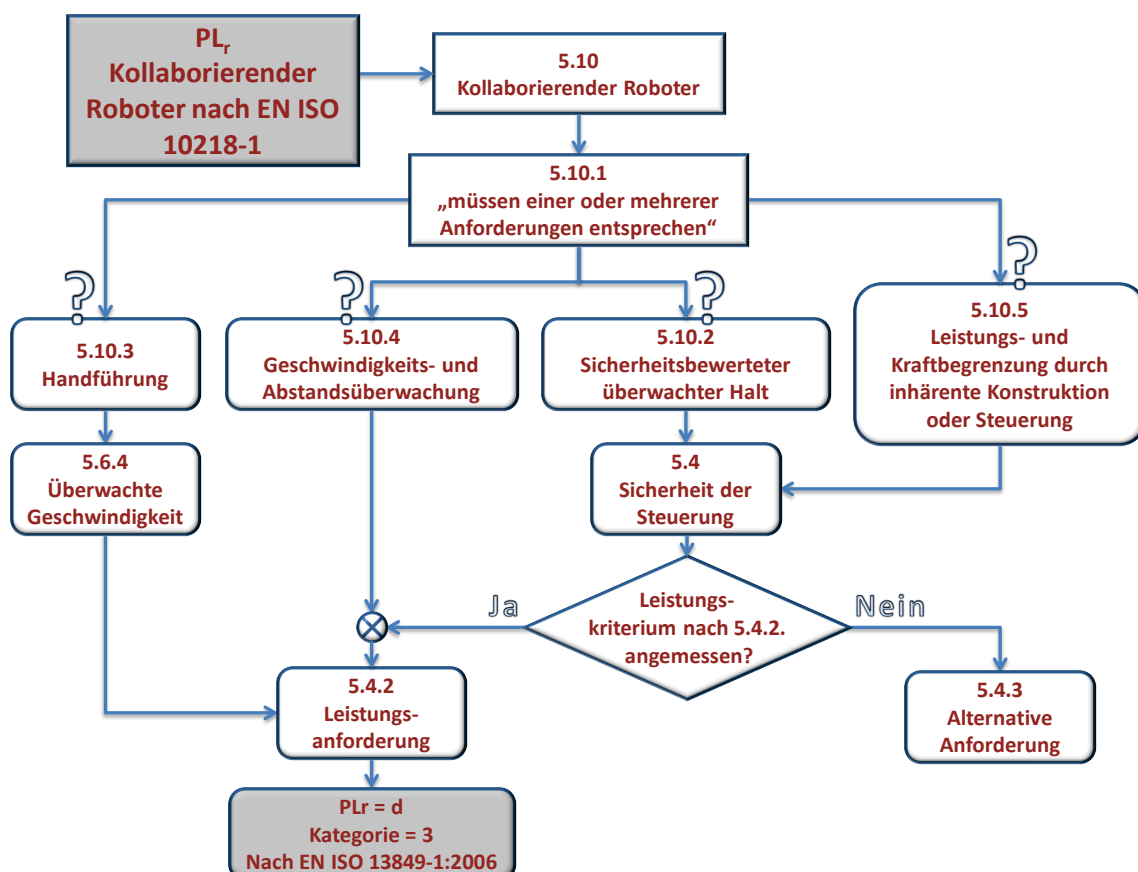 PLr
Kollaborierender
Roboter nach EN ISO
10218-1
5.10
Kollaborierender Roboter
5.10.1
„müssen einer oder mehrerer
Anforderungen entsprechen“
?
?
?
?
5.10.3
Handführung
5.10.4
Geschwindigkeits- und
Abstandsüberwachung
5.10.2
Sicherheitsbewerteter
überwachter Halt
5.10.5
Leistungs- und
Kraftbegrenzung durch
inhärente Konstruktion
oder Steuerung
5.6.4
Überwachte
Geschwindigkeit
5.4
Sicherheit der
Steuerung
Ja
Leistungs-
kriterium nach 5.4.2.
angemessen?
Nein
5.4.2
Leistungs-
anforderung
5.4.3
Alternative
Anforderung
PLr = d
Kategorie = 3
Nach EN ISO 13849-1:2006